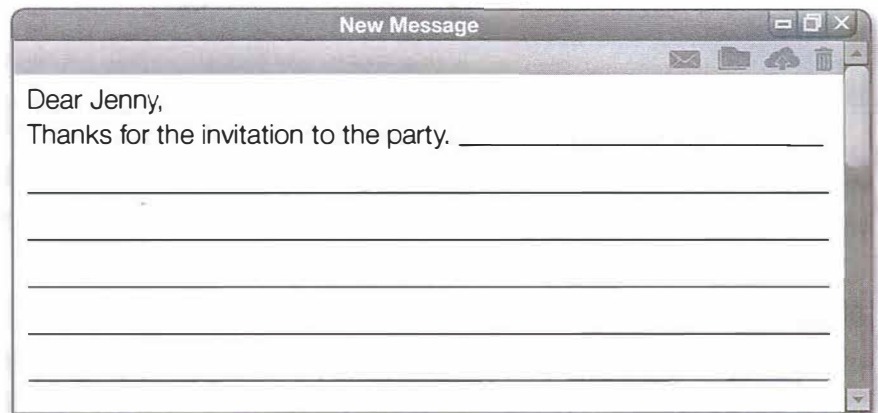 New Message
Dear Jenny,
Thanks for the invitation to the party.